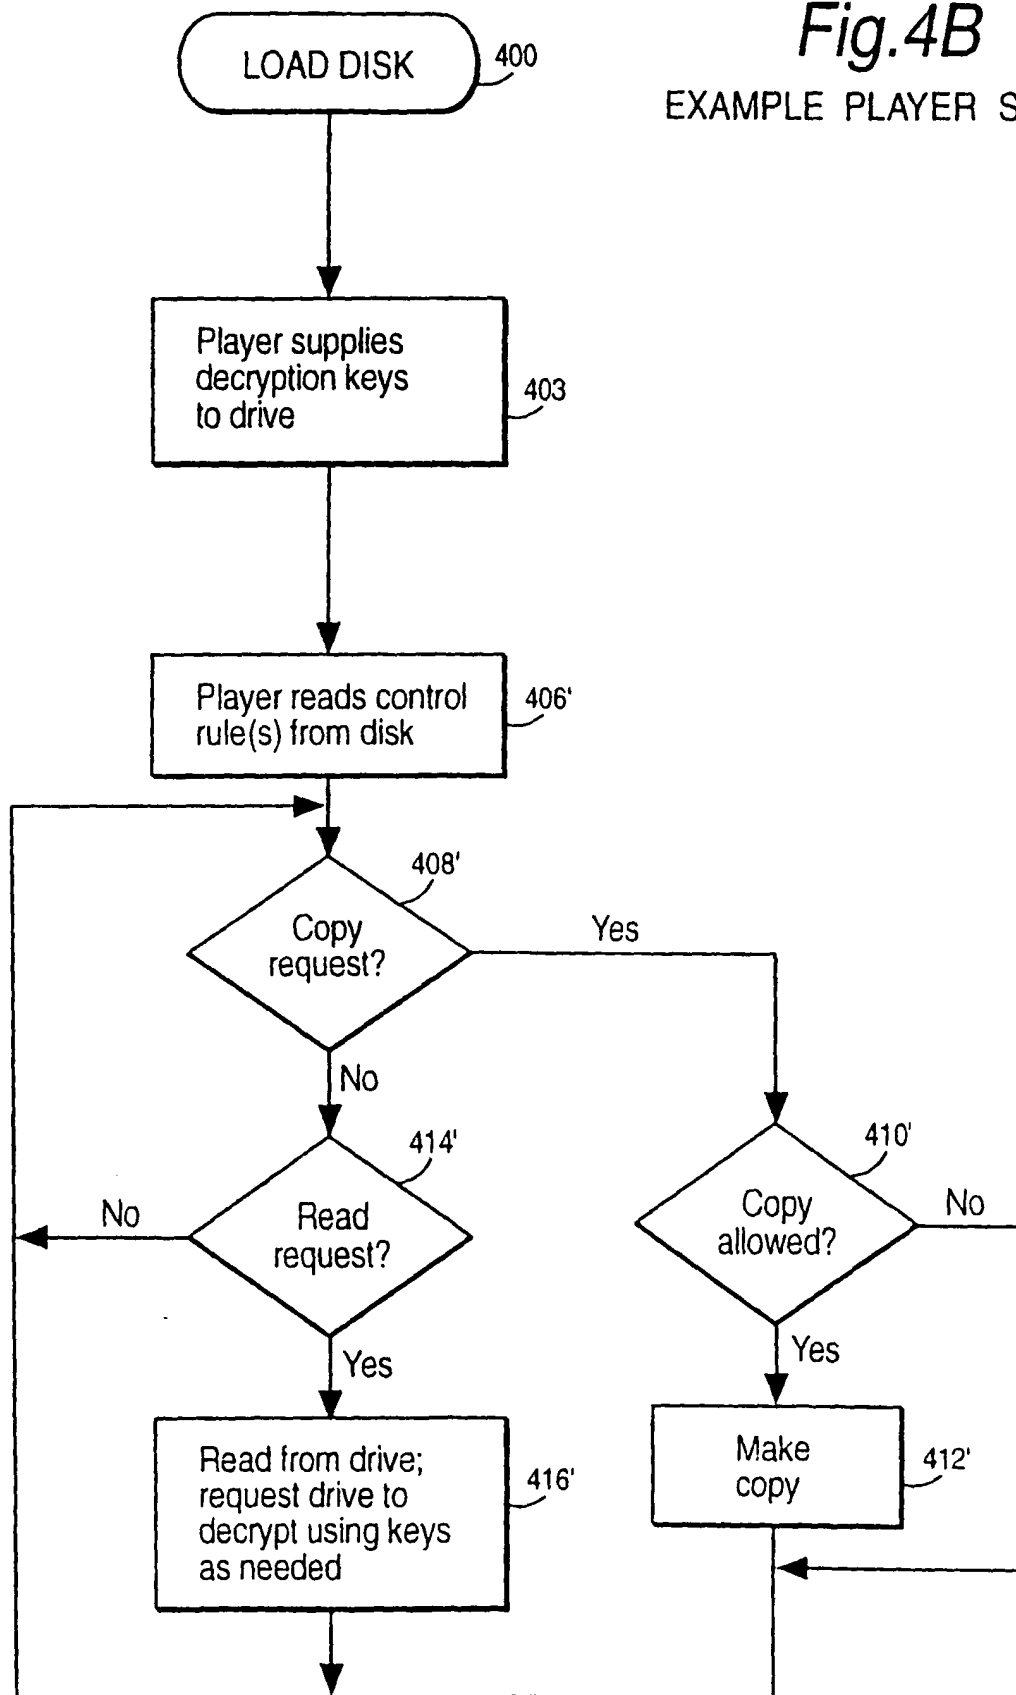 Fig.4B
EXAMPLE PLAYER S
LOAD DISK
400
Player supplies
decryption keys
to drive
403
Player reads control
rule(s) from disk
406'
408'
Copy
request?
Yes
No
414'
Read
request?
No
Yes
410'
Copy
allowed?
No
Yes
Read from drive;
request drive to
decrypt using keys
as needed
416'
Make
copy
412'